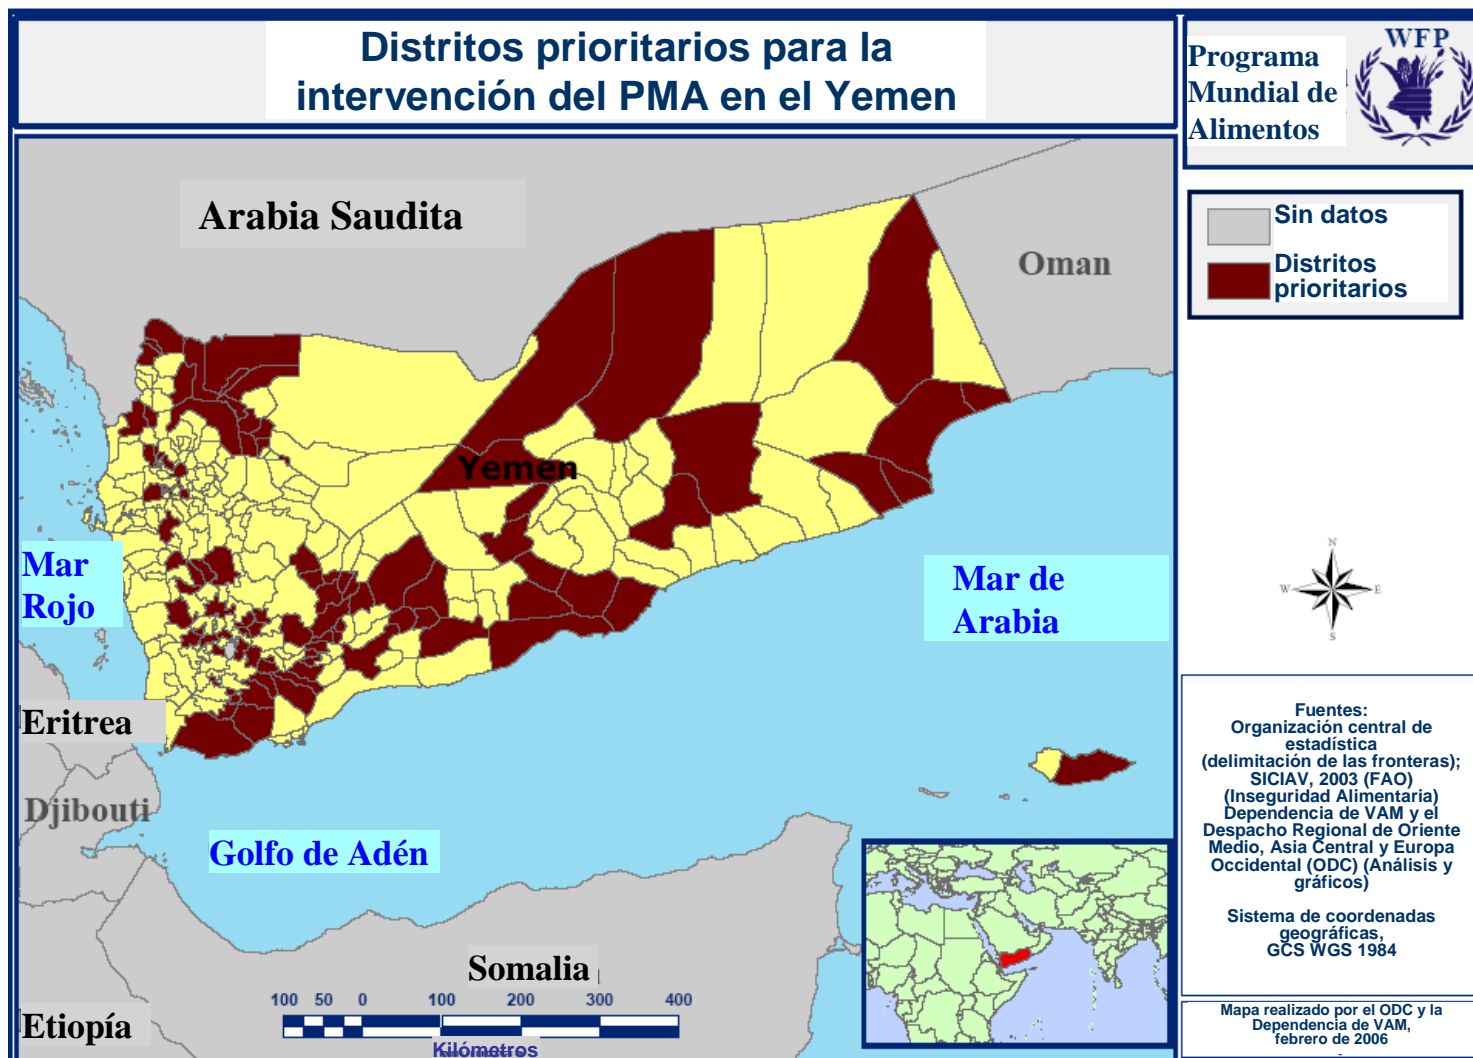 Distritos prioritarios para la
intervención del PMA en el Yemen
Programa
Mundial de
Alimentos
WFP
Sin datos
Distritos
prioritarios
Arabia Saudita
Oman
Yemen
Mar
Rojo
Mar de
Arabia
Eritrea
Djibouti
Golfo de Adén
Somalia
Etiopía
100 50 0 100 200 300 400
Kilómetros
N
W E
S
Fuentes:
Organización central de
estadística
(delimitación de las fronteras);
SICIAV, 2003 (FAO)
(Inseguridad Alimentaria)
Dependencia de VAM y el
Despacho Regional de Oriente
Medio, Asia Central y Europa
Occidental (ODC) (Análisis y
gráficos)
Sistema de coordenadas
geográficas,
GCS WGS 1984
Mapa realizado por el ODC y la
Dependencia de VAM,
febrero de 2006